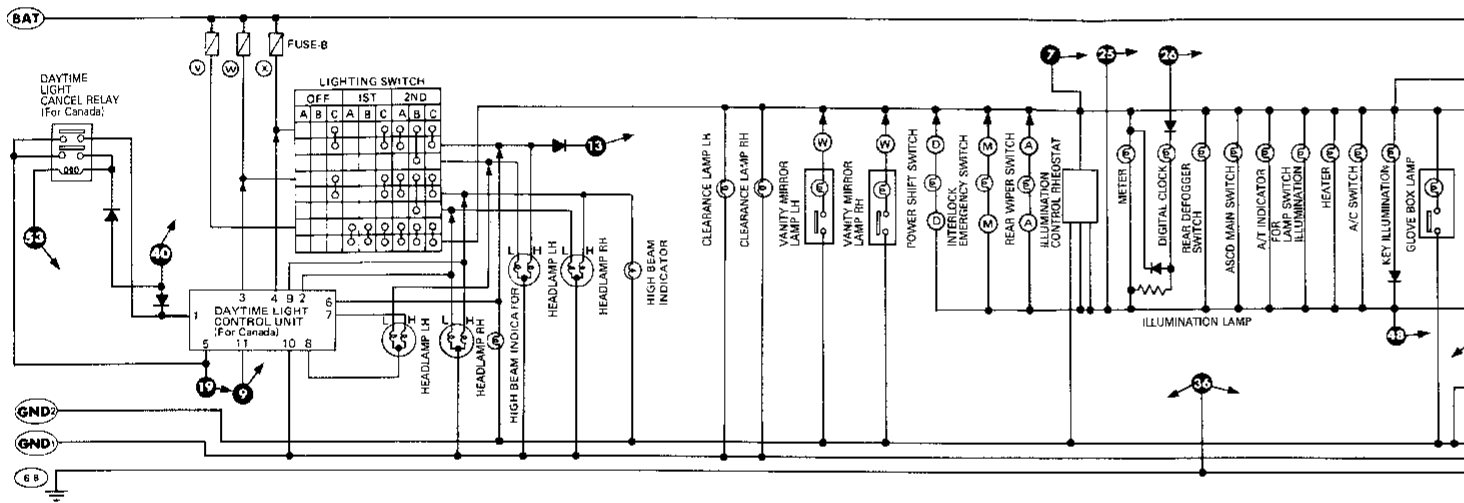 BAT
FUSE-B
V
W
X
DAYTIME
LIGHT
CANCEL RELAY
(For Canada)
LIGHTING SWITCH
OFF 1ST 2ND
A B C A B C A B C
53
40
13
3 4 9 2
1
6
7
DAYTIME LIGHT
CONTROL UNIT
(For Canada)
5 11 10 8
19
9
L H
HEADLAMP LH
L H
HEADLAMP RH
HIGH BEAM INDICATOR
L H
HEADLAMP LH
L H
HEADLAMP RH
HIGH BEAM
INDICATOR
CLEARANCE LAMP LH
CLEARANCE LAMP RH
VANITY MIRROR
LAMP LH
W
E
VANITY MIRROR
LAMP RH
W
E
POWER SHIFT SWITCH
D
E
D
INTERLOCK
EMERGENCY SWITCH
M
E
M
REAR WIPER SWITCH
A
E
A
ILLUMINATION
CONTROL RHEOSTAT
7
25
26
METER
E
DIGITAL CLOCK
E
REAR DEFOGGER
SWITCH
E
ASCD MAIN SWITCH
E
A/T INDICATOR
E
FOR
LAMP SWITCH
ILLUMINATION
E
HEATER
E
A/C SWITCH
E
KEY ILLUMINATION
E
GLOVE BOX LAMP
E
ILLUMINATION LAMP
48
36
GND2
GND1
6B